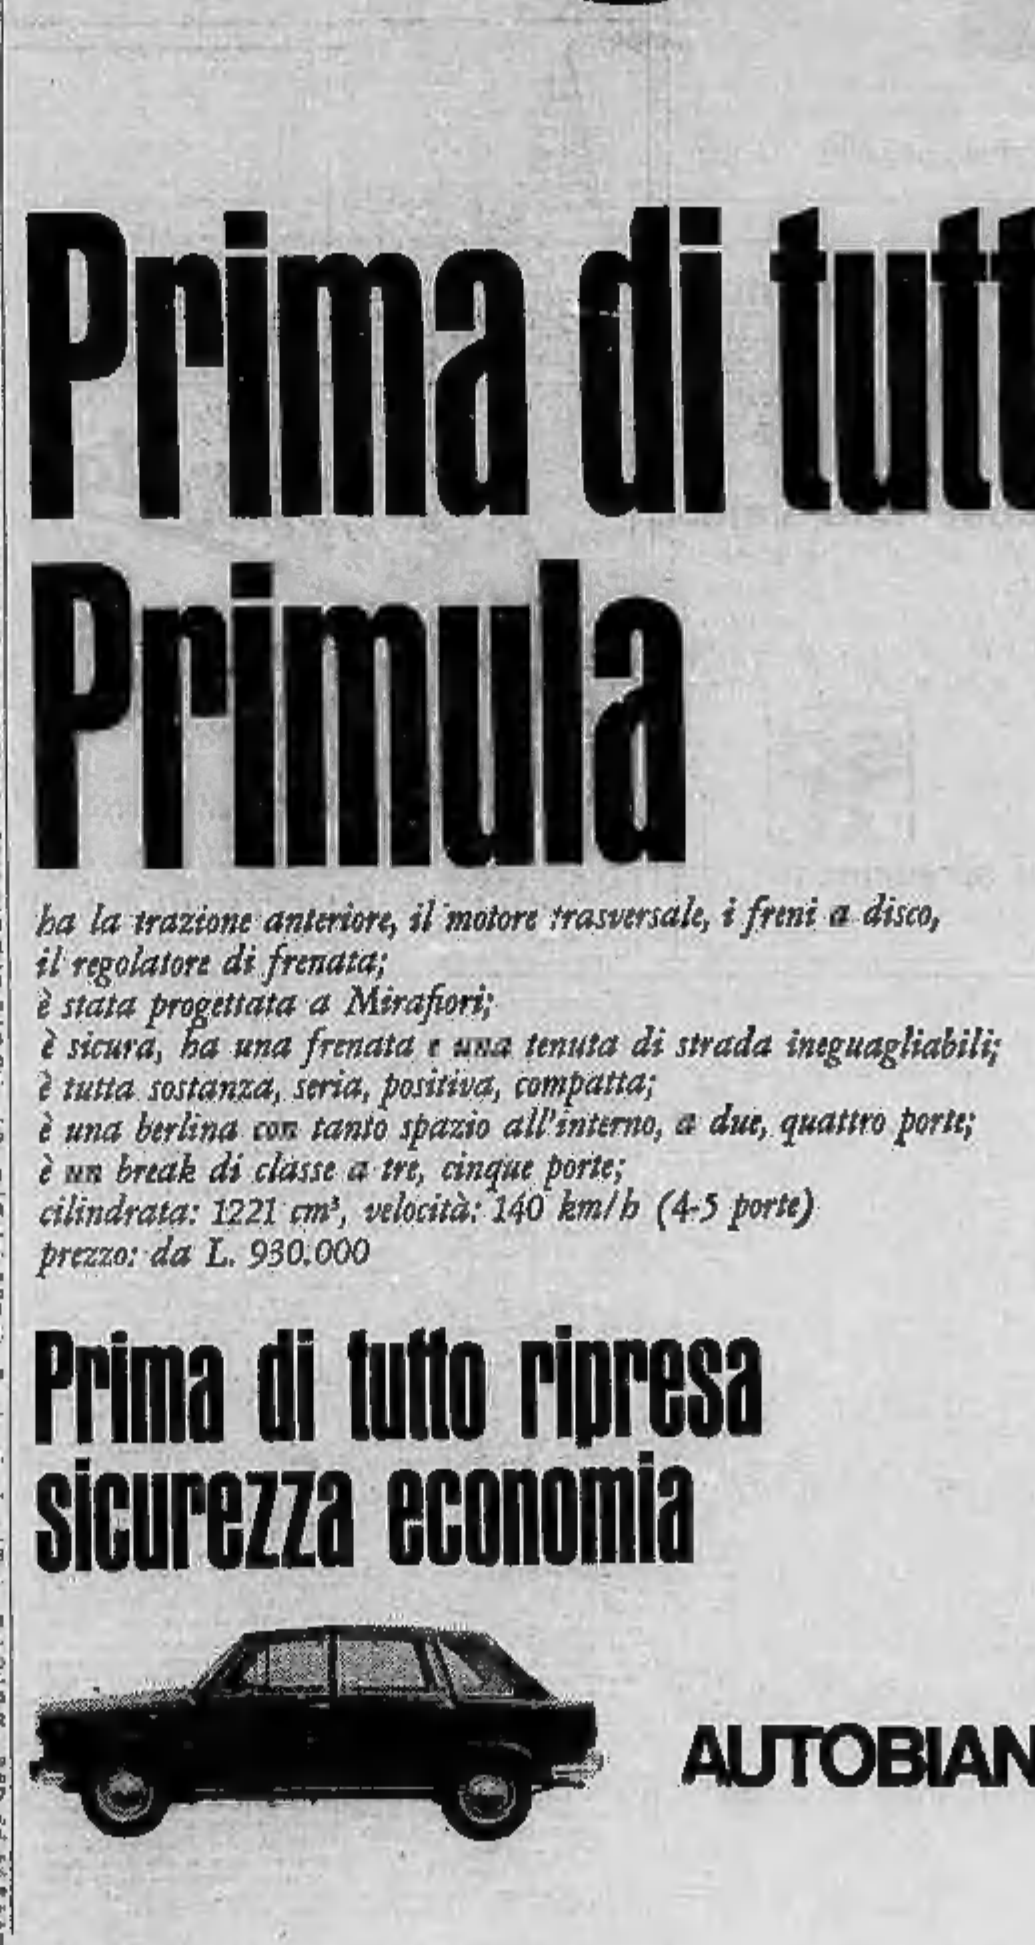 Prima di tutt
Primula
ha la trazione anteriore, il motore trasversale, i freni a disco,
il regolatore di frenata;
è stata progettata a Mirafiori;
è sicura, ha una frenata e una tenuta di strada ineguagliabili;
è tutta sostanza, seria, positiva, compatta;
è una berlina con tanto spazio all'interno, a due, quattro porte;
è un break di classe a tre, cinque porte;
cilindrata: 1221 cm³, velocità: 140 km/h (4-5 porte)
prezzo: da L. 930.000
Prima di tutto ripresa
sicurezza economia
AUTOBIAN